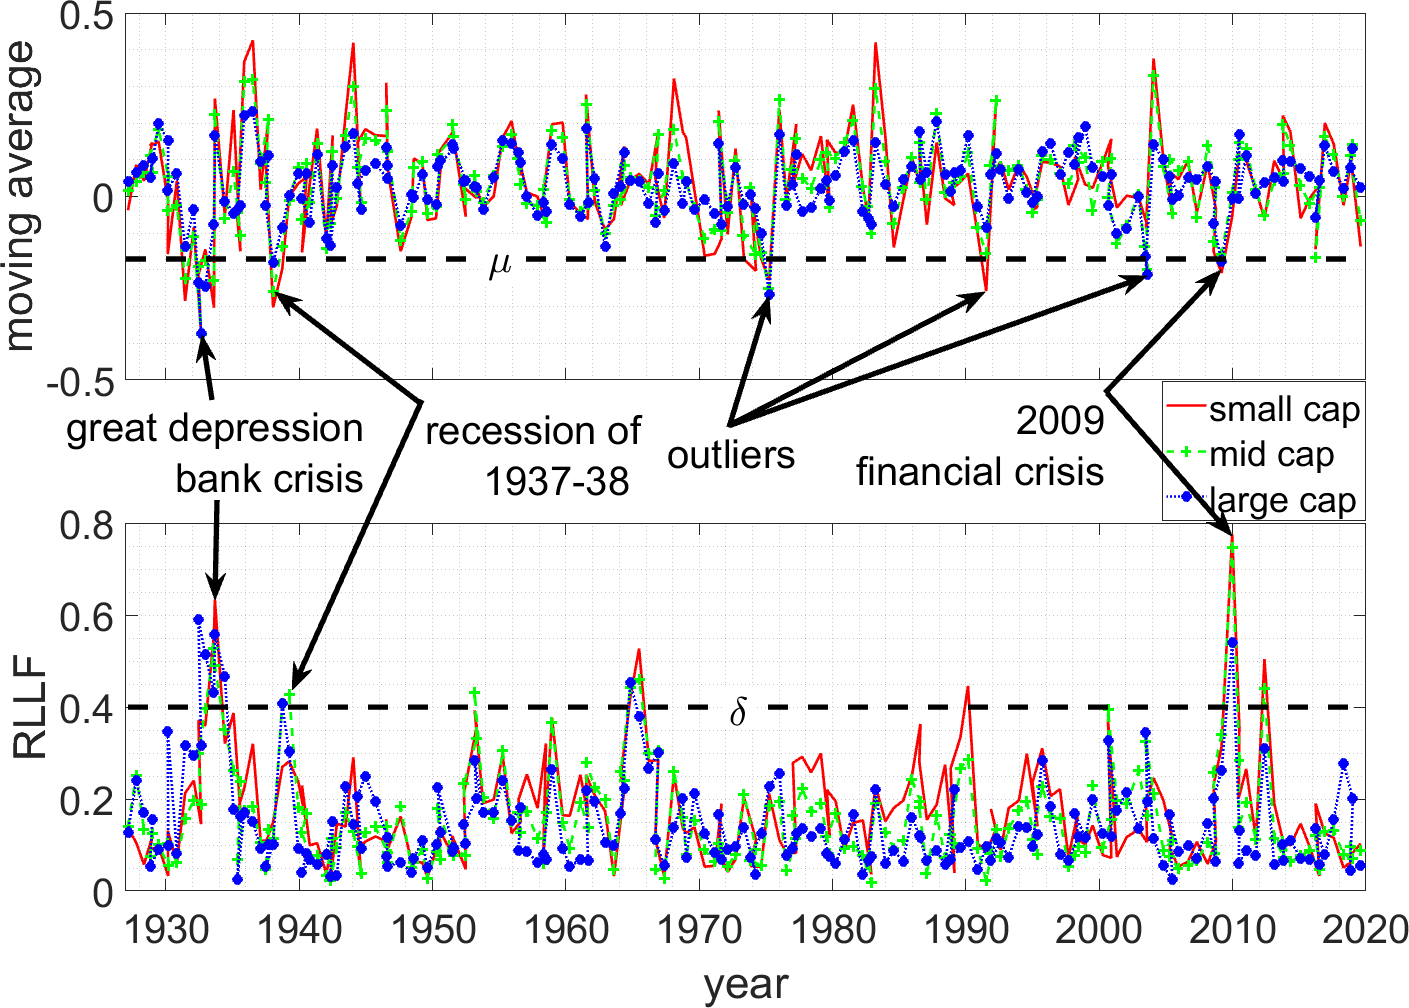 0.5
0
-0.5
moving average
μ
great depression
bank crisis
recession of
1937-38
outliers
2009
financial crisis
small cap
mid cap
large cap
0.8
0.6
0.4
0.2
0
RLLF
δ
1930 1940 1950 1960 1970 1980 1990 2000 2010 2020
year